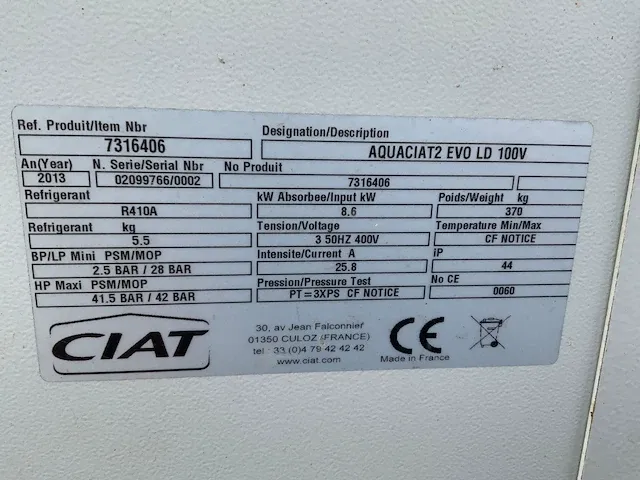 Ref. Produit/Item Nbr Designation/Description
7316406 AQUACIAT2 EVO LD 100V
An(Year) N. Serie/Serial Nbr No Produit
2013 02099766/0002 7316406 kg
Refrigerant kW Absorbee/Input kW Poids/Weight kg
R410A 8.6 370
Refrigerant kg Tension/Voltage Temperature Min/Max
5.5 3 50HZ 400V CF NOTICE
BP/LP Mini PSM/MOP Intensite/Current A iP
2.5 BAR / 28 BAR 25.8 44
HP Maxi PSM/MOP Pression/Pressure Test No CE
41.5 BAR / 42 BAR PT=3XPS CF NOTICE 0060
CIAT
30, av Jean Falconnier
01350 CULOZ (FRANCE)
tel : 33 (0)4 79 42 42 42
www.ciat.com
CE
Made in France